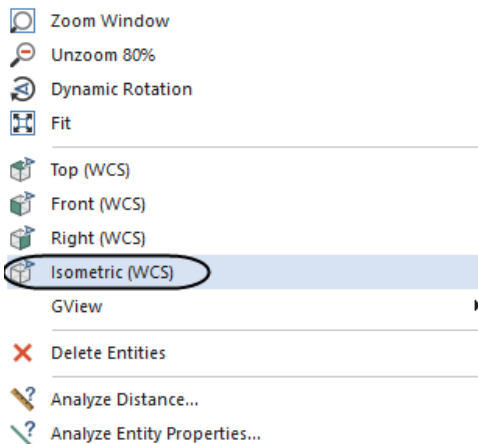 Zoom Window
Unzoom 80%
Dynamic Rotation
Fit
Top (WCS)
Front (WCS)
Right (WCS)
Isometric (WCS)
GView
Delete Entities
Analyze Distance...
Analyze Entity Properties...